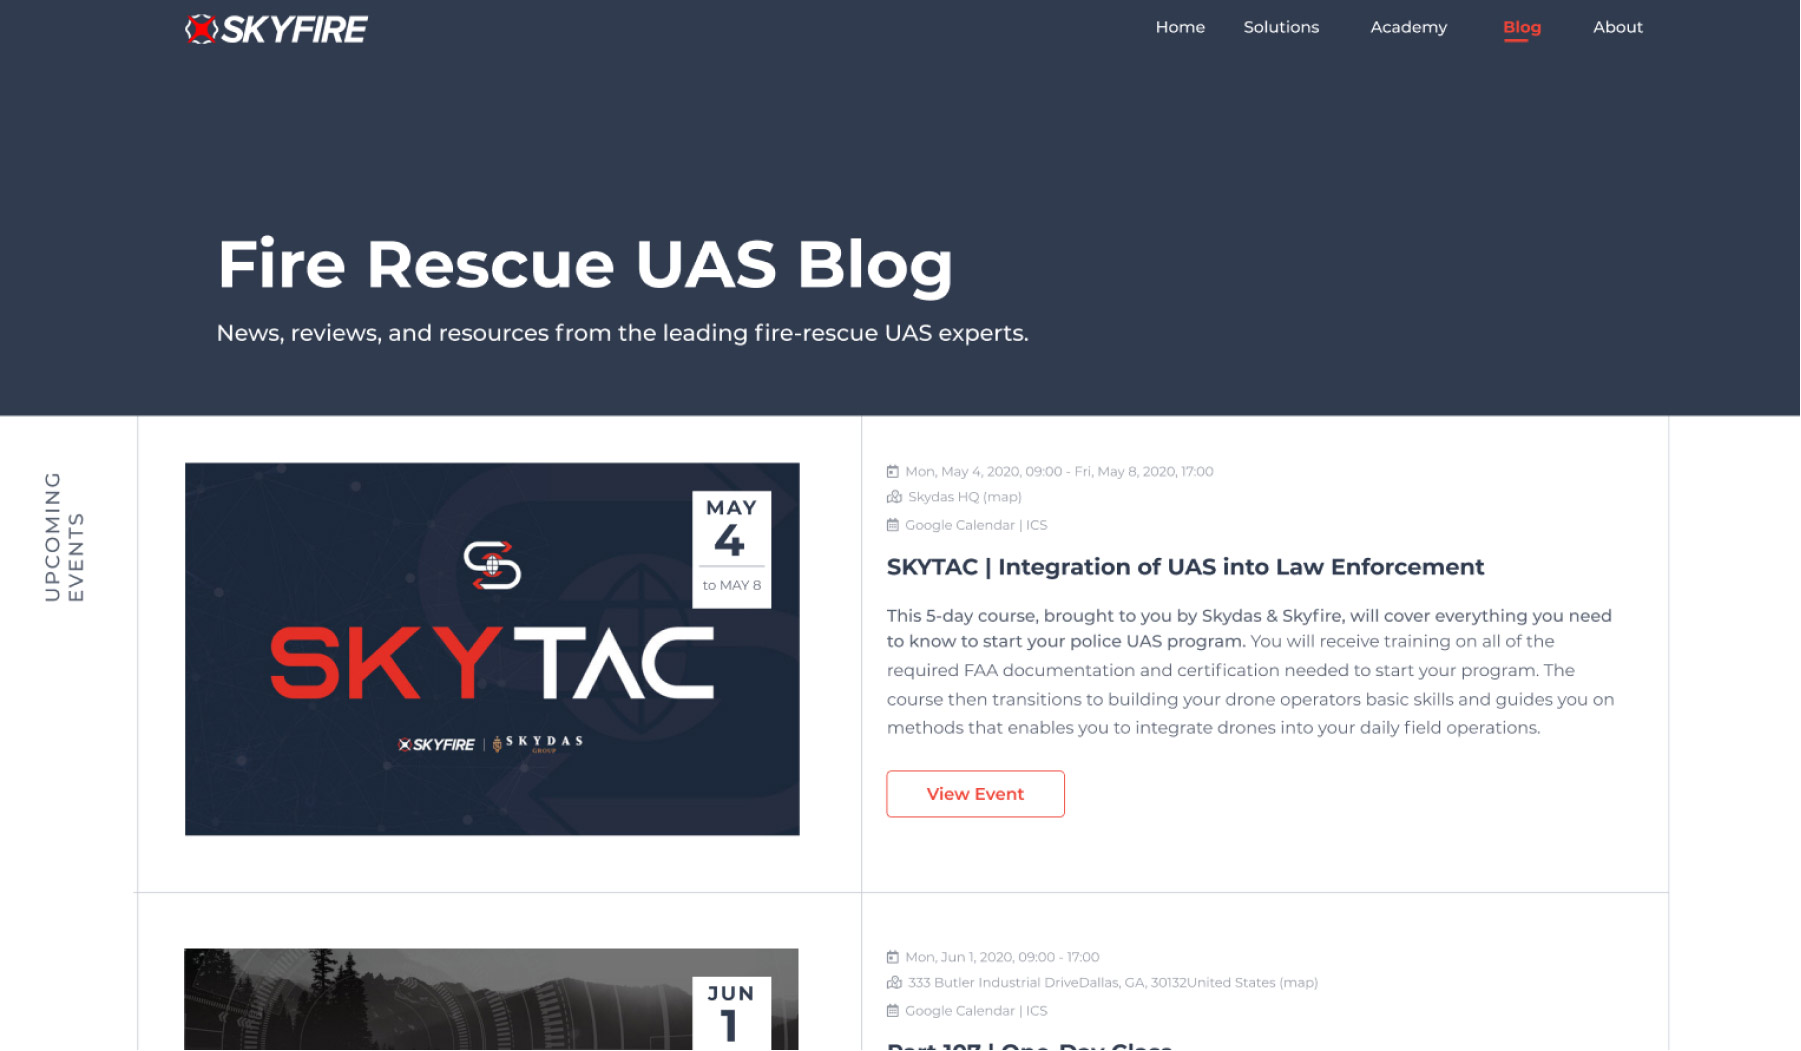 SKYFIRE
Home Solutions Academy Blog About
Fire Rescue UAS Blog
News, reviews, and resources from the leading fire-rescue UAS experts.
UPCOMING
EVENTS
MAY
4
to MAY 8
SKYTAC
SKYFIRE | SKYDAS
GROUP
Mon, May 4, 2020, 09:00 - Fri, May 8, 2020, 17:00
Skydas HQ (map)
Google Calendar | ICS
SKYTAC | Integration of UAS into Law Enforcement
This 5-day course, brought to you by Skydas & Skyfire, will cover everything you need
to know to start your police UAS program. You will receive training on all of the
required FAA documentation and certification needed to start your program. The
course then transitions to building your drone operators basic skills and guides you on
methods that enables you to integrate drones into your daily field operations.
View Event
JUN
1
Mon, Jun 1, 2020, 09:00 - 17:00
333 Butler Industrial DriveDallas, GA, 30132United States (map)
Google Calendar | ICS
Part 107 | One-Day Class